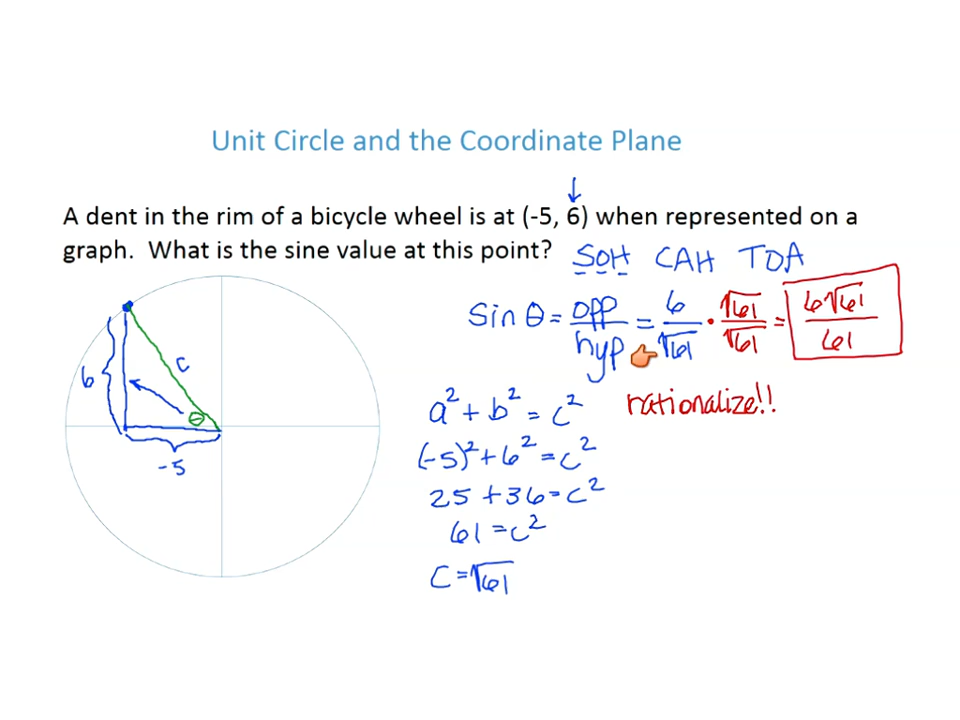 Unit Circle and the Coordinate Plane
A dent in the rim of a bicycle wheel is at (-5, 6) when represented on a
graph. What is the sine value at this point?
SOH CAH TOA
Sin θ = opp/hyp = 6/√61 • √61/√61 = 6√61/61
rationalize!!
6
c
θ
-5
a² + b² = c²
(-5)² + 6² = c²
25 + 36 = c²
61 = c²
C = √61